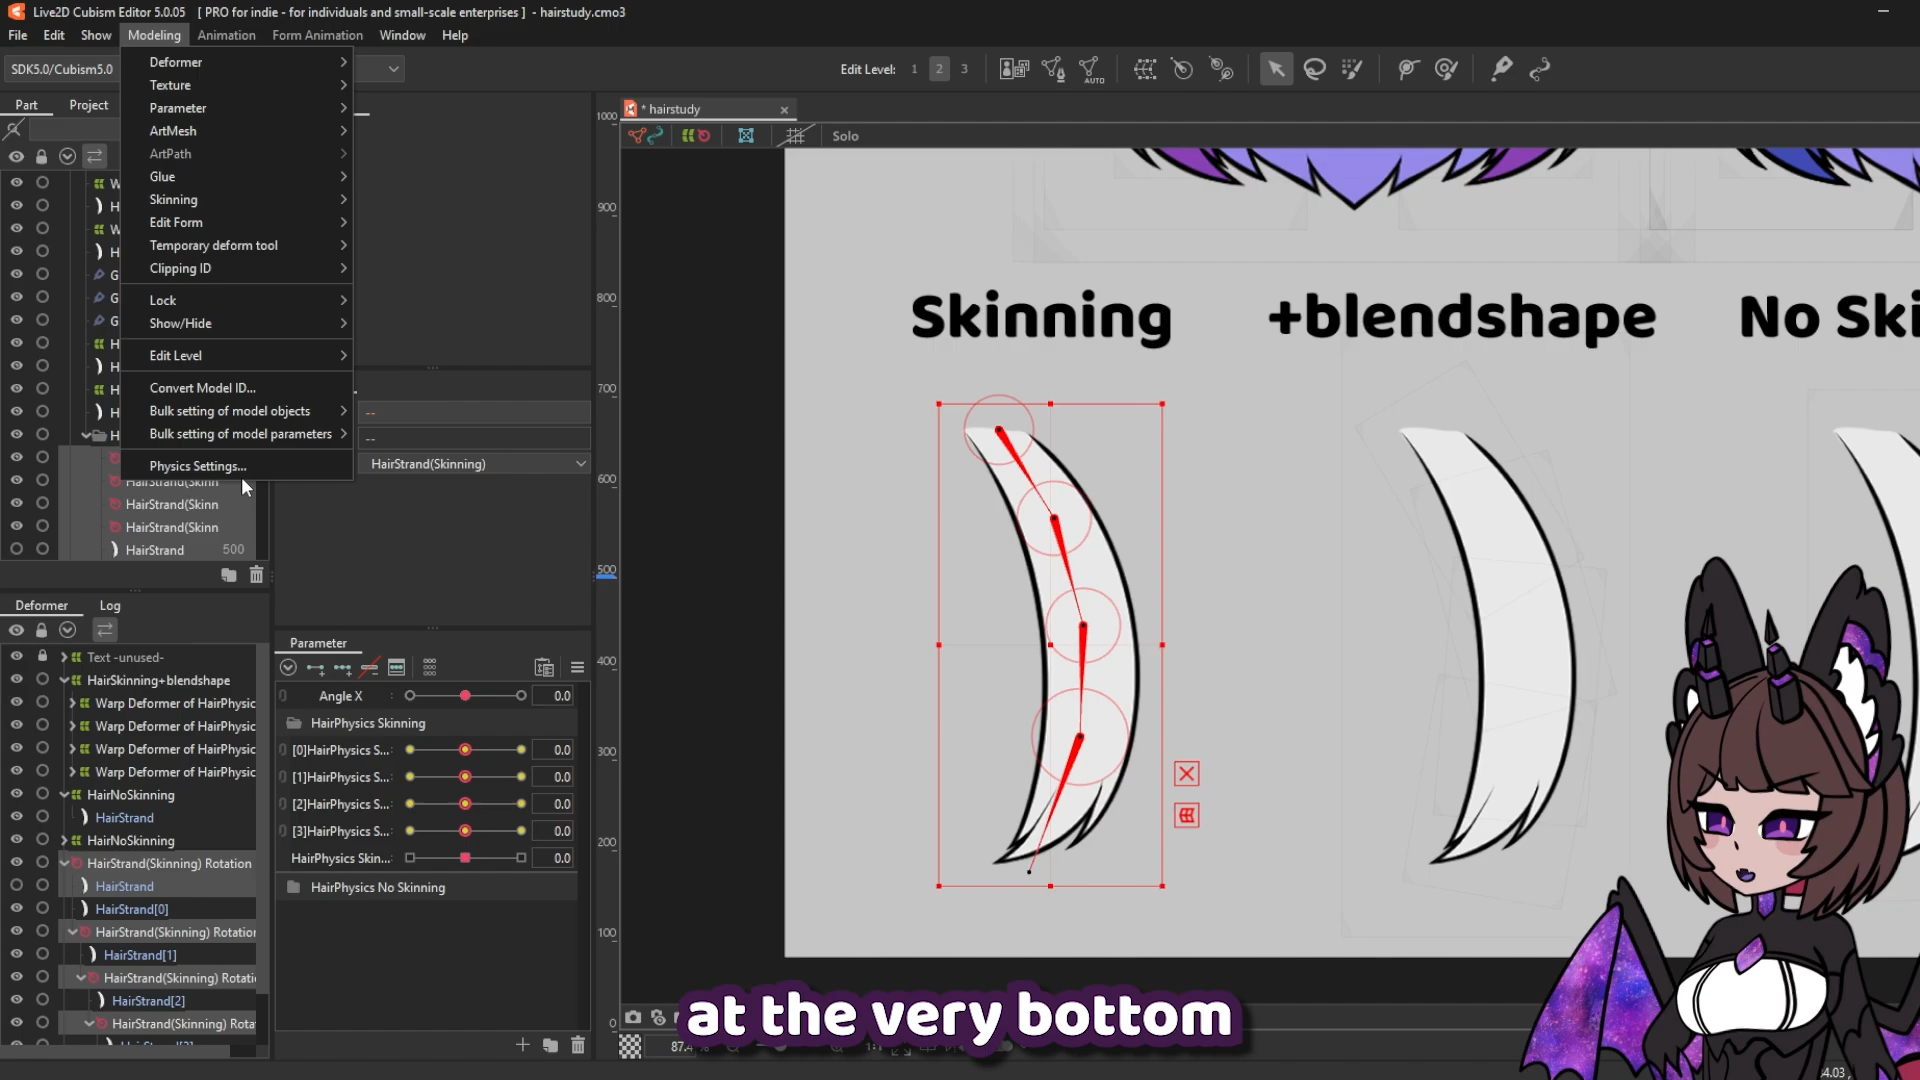 Live2D Cubism Editor 5.0.05 [ PRO for indie - for individuals and small-scale enterprises ] - hairstudy.cmo3
File Edit Show Modeling Animation Form Animation Window Help
SDK5.0/Cubism5.0
Edit Level: 1 2 3
AUTO
Part Project
Deformer
Texture
Parameter
ArtMesh
ArtPath
Glue
Skinning
Edit Form
Temporary deform tool
Clipping ID
Lock
Show/Hide
Edit Level
Convert Model ID...
Bulk setting of model objects
Bulk setting of model parameters
Physics Settings...
W
H
W
H
G
G
G
H
H
H
H
H
HairStrand(Skinn
HairStrand(Skinn
HairStrand(Skinn
HairStrand 500
--
--
HairStrand(Skinning)
* hairstudy
Solo
1000
900
800
700
600
500
400
300
200
100
0
Skinning +blendshape No Ski
Deformer Log
Text -unused-
HairSkinning+blendshape
Warp Deformer of HairPhysic
Warp Deformer of HairPhysic
Warp Deformer of HairPhysic
Warp Deformer of HairPhysic
HairNoSkinning
HairStrand
HairNoSkinning
HairStrand(Skinning) Rotation
HairStrand
HairStrand[0]
HairStrand(Skinning) Rotation
HairStrand[1]
HairStrand(Skinning) Rotati
HairStrand[2]
HairStrand(Skinning) Rota
Parameter
Angle X : 0.0
HairPhysics Skinning
[0]HairPhysics S... : 0.0
[1]HairPhysics S... : 0.0
[2]HairPhysics S... : 0.0
[3]HairPhysics S... : 0.0
HairPhysics Skin... : 0.0
HairPhysics No Skinning
at the very bottom